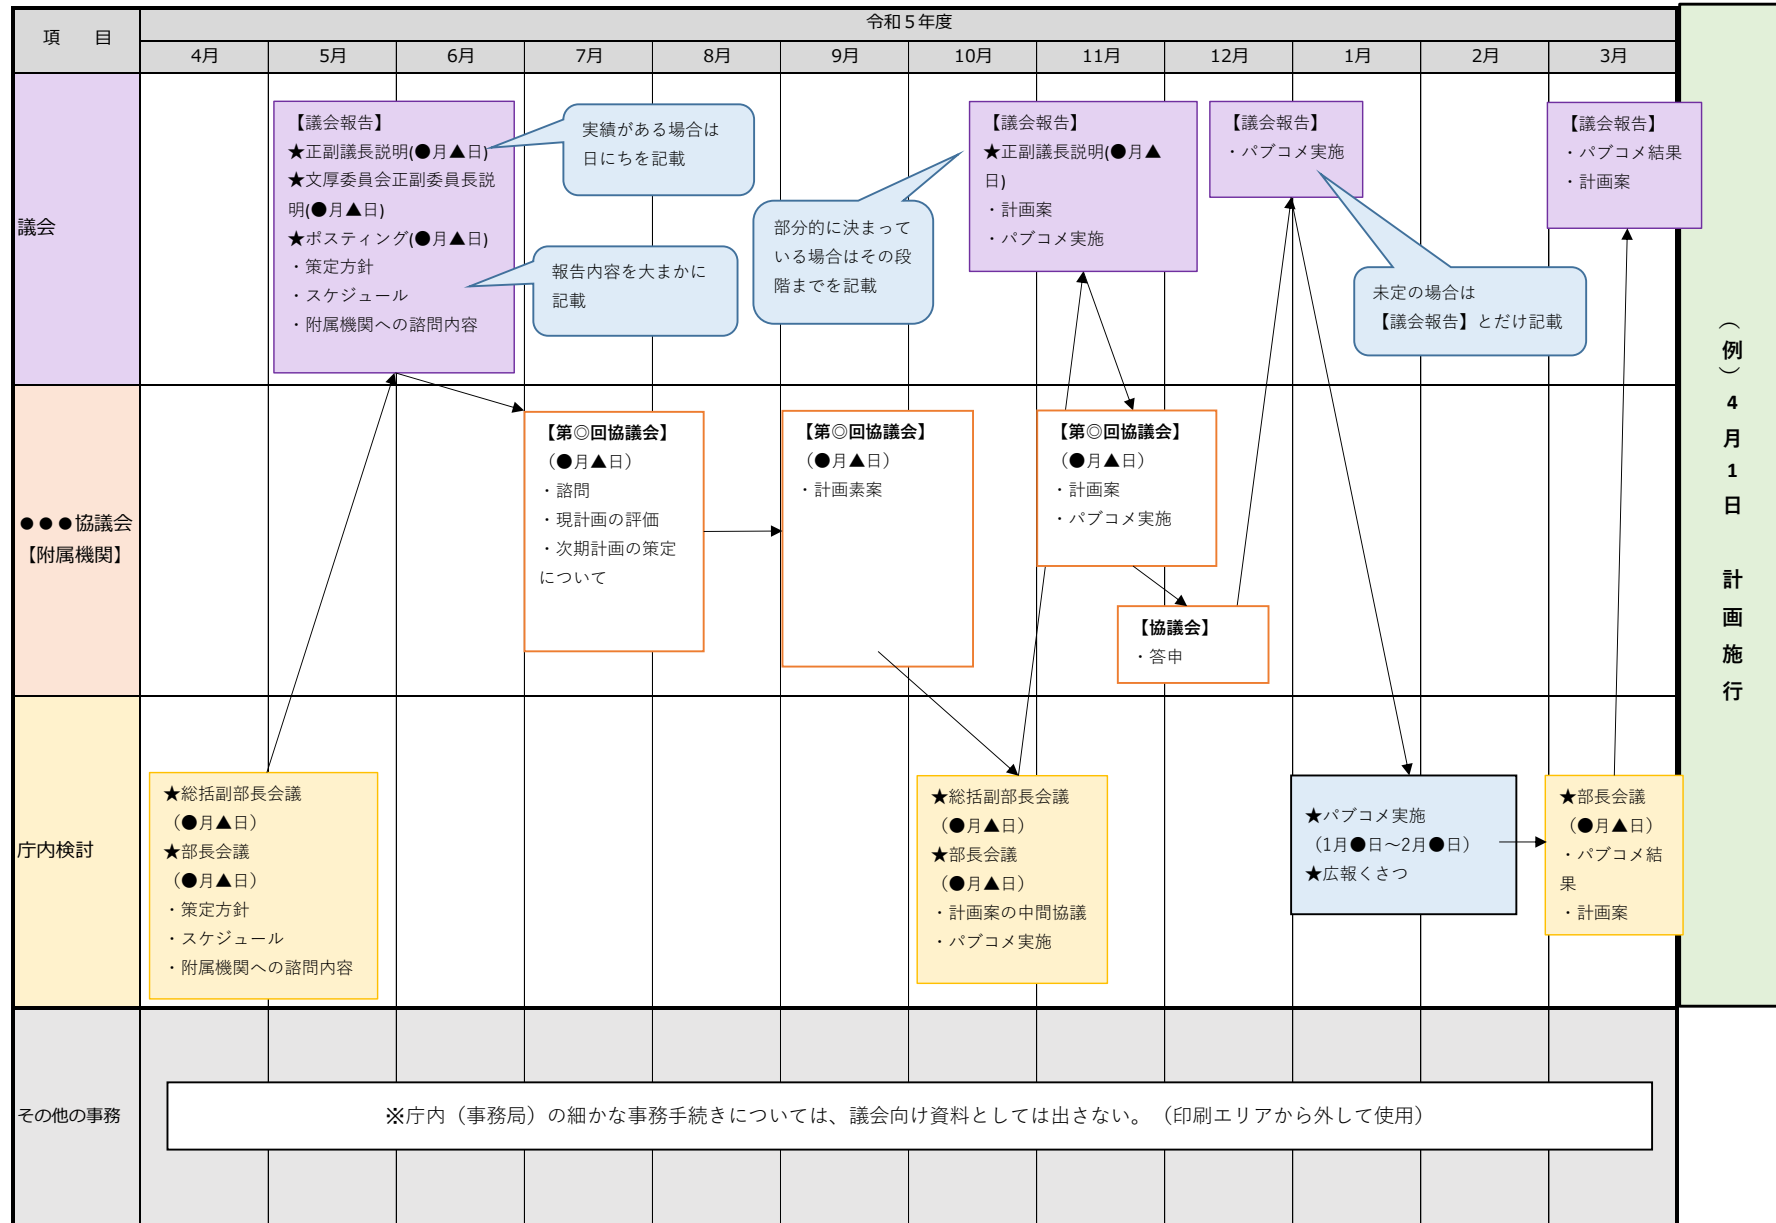 項　目
令和５年度
4月
5月
6月
7月
8月
9月
10月
11月
12月
1月
2月
3月
議会
【議会報告】
★正副議長説明(●月▲日)
★文厚委員会正副委員長説
明(●月▲日)
★ポスティング(●月▲日)
・策定方針
・スケジュール
・附属機関への諮問内容
実績がある場合は
日にちを記載
報告内容を大まかに
記載
部分的に決まって
いる場合はその段
階までを記載
【議会報告】
★正副議長説明(●月▲
日)
・計画案
・パブコメ実施
【議会報告】
・パブコメ実施
未定の場合は
【議会報告】とだけ記載
【議会報告】
・パブコメ結果
・計画案
●●●協議会
【附属機関】
【第◎回協議会】
（●月▲日）
・諮問
・現計画の評価
・次期計画の策定
について
【第◎回協議会】
（●月▲日）
・計画素案
【第◎回協議会】
（●月▲日）
・計画案
・パブコメ実施
【協議会】
・答申
庁内検討
★総括副部長会議
（●月▲日）
★部長会議
（●月▲日）
・策定方針
・スケジュール
・附属機関への諮問内容
★総括副部長会議
（●月▲日）
★部長会議
（●月▲日）
・計画案の中間協議
・パブコメ実施
★パブコメ実施
（1月●日～2月●日）
★広報くさつ
★部長会議
（●月▲日）
・パブコメ結
果
・計画案
その他の事務
※庁内（事務局）の細かな事務手続きについては、議会向け資料としては出さない。（印刷エリアから外して使用）
（例）4月1日　計画施行